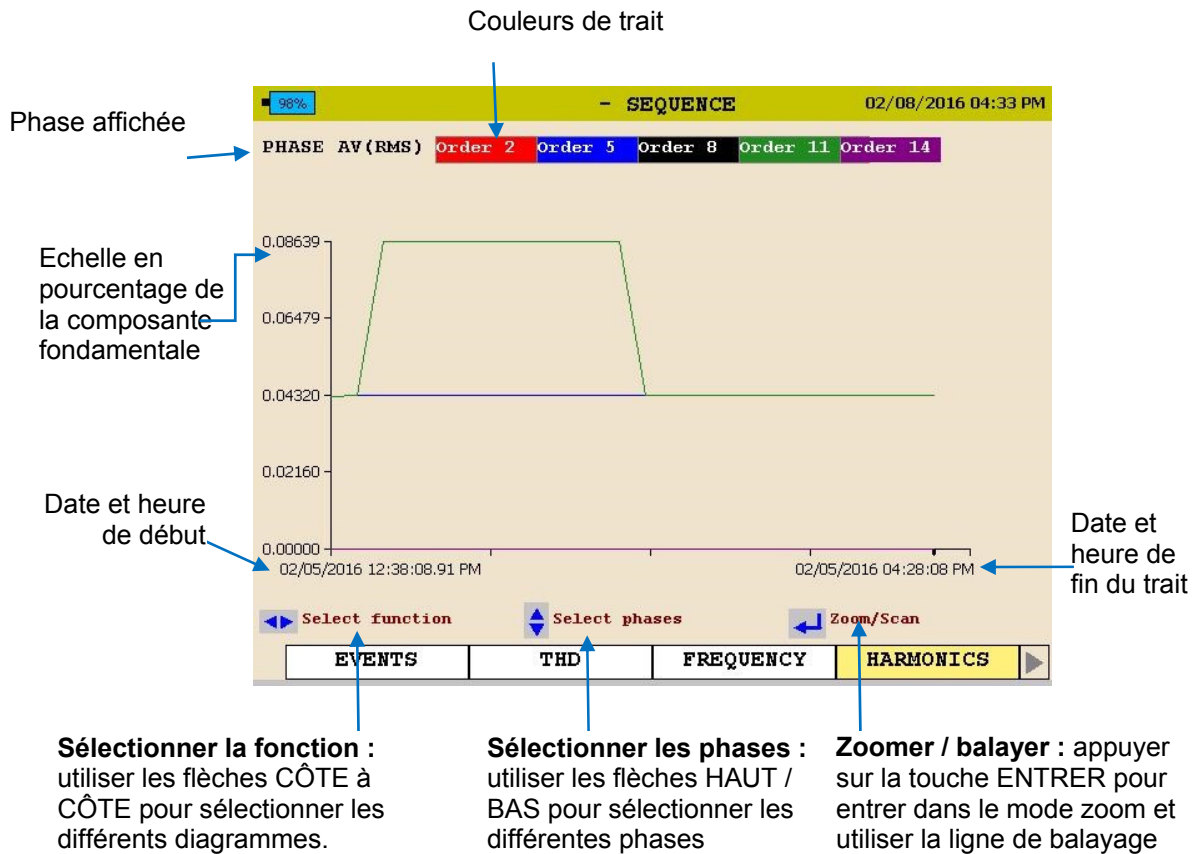 Couleurs de trait
98%
- SEQUENCE
02/08/2016 04:33 PM
Phase affichée
PHASE AV(RMS) Order 2 Order 5 Order 8 Order 11 Order 14
0.08639
Echelle en
pourcentage de
la composante
fondamentale
0.06479
0.04320
0.02160
Date et heure
de début
0.00000
02/05/2016 12:38:08.91 PM
02/05/2016 04:28:08 PM
Date et
heure de
fin du trait
Select function
Select phases
Zoom/Scan
EVENTS
THD
FREQUENCY
HARMONICS
Sélectionner la fonction :
utiliser les flèches CÔTE à
CÔTE pour sélectionner les
différents diagrammes.
Sélectionner les phases :
utiliser les flèches HAUT /
BAS pour sélectionner les
différentes phases
Zoomer / balayer : appuyer
sur la touche ENTRER pour
entrer dans le mode zoom et
utiliser la ligne de balayage